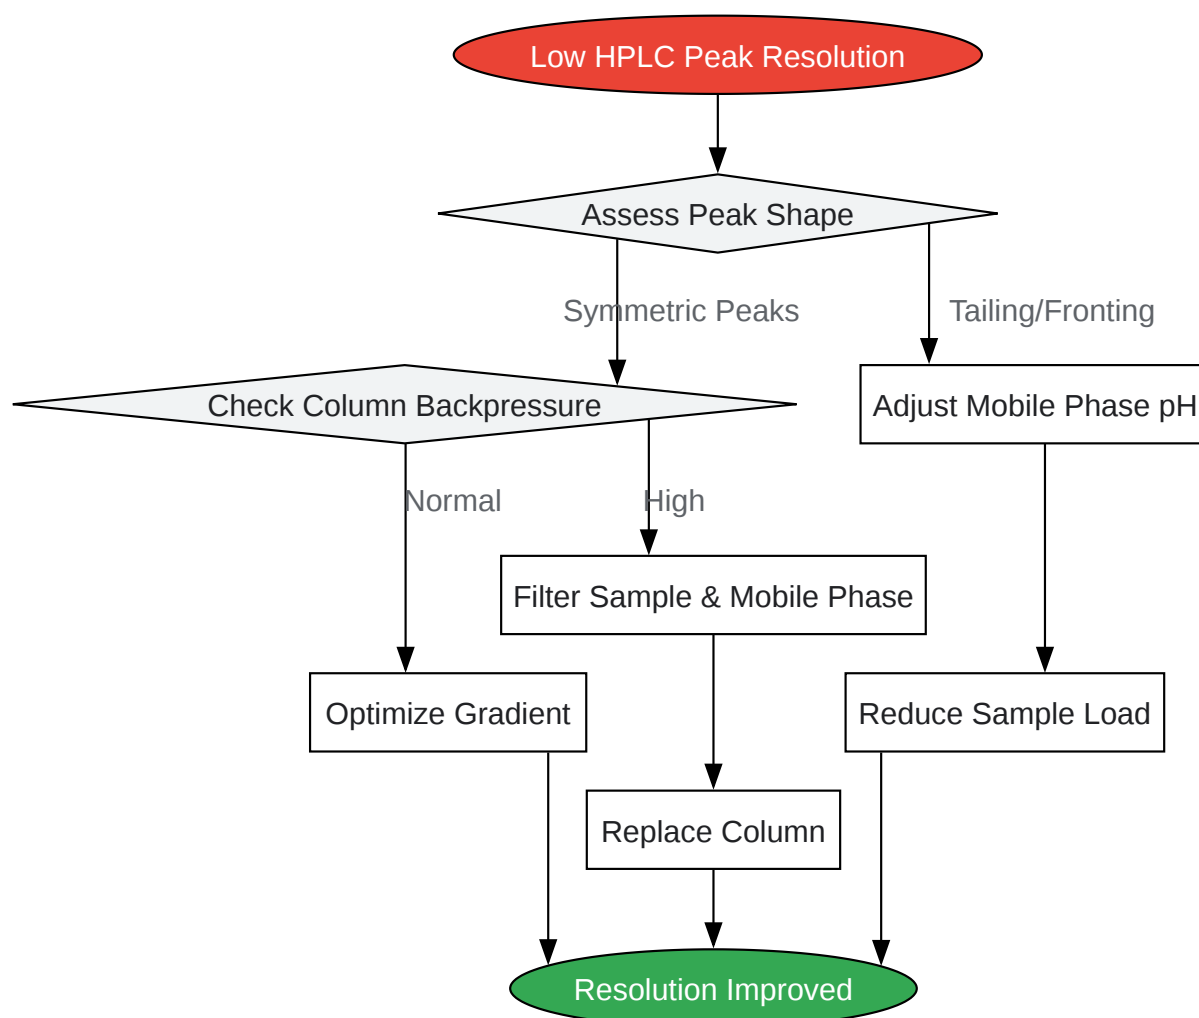 Low HPLC Peak Resolution
Assess Peak Shape
Symmetric Peaks
Tailing/Fronting
Check Column Backpressure
Adjust Mobile Phase pH
Normal
High
Filter Sample & Mobile Phase
Optimize Gradient
Reduce Sample Load
Replace Column
Resolution Improved